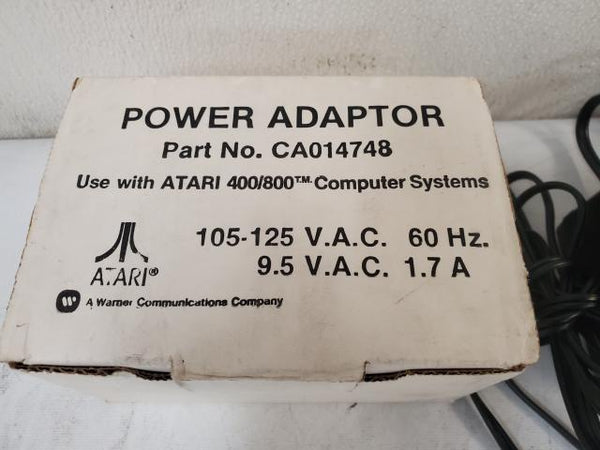 POWER ADAPTOR
Part No. CA014748
Use with ATARI 400/800™ Computer Systems
105-125 V.A.C. 60 Hz.
9.5 V.A.C. 1.7 A
ATARI®
A Warner Communications Company